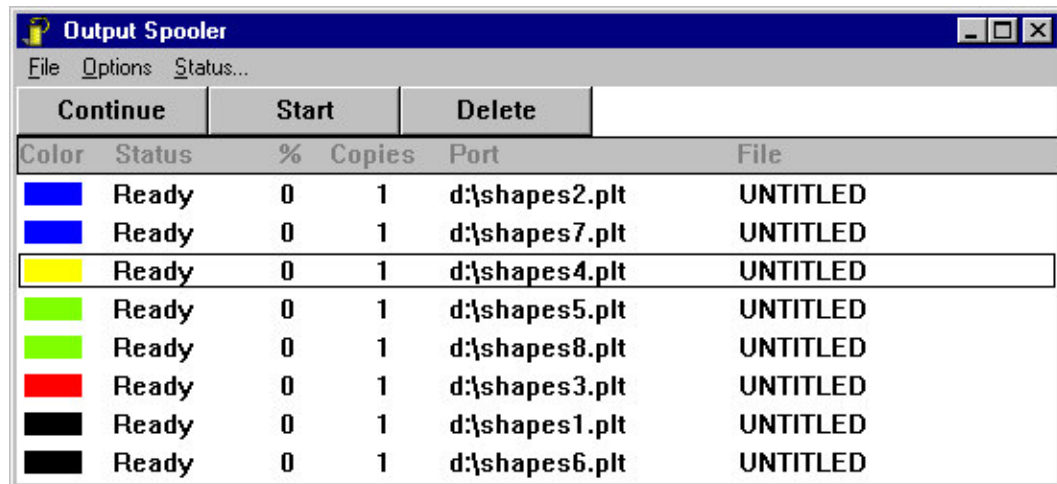 Output Spooler
File Options Status...
Continue Start Delete
Color Status % Copies Port File
Ready 0 1 d:\shapes2.plt UNTITLED
Ready 0 1 d:\shapes7.plt UNTITLED
Ready 0 1 d:\shapes4.plt UNTITLED
Ready 0 1 d:\shapes5.plt UNTITLED
Ready 0 1 d:\shapes8.plt UNTITLED
Ready 0 1 d:\shapes3.plt UNTITLED
Ready 0 1 d:\shapes1.plt UNTITLED
Ready 0 1 d:\shapes6.plt UNTITLED